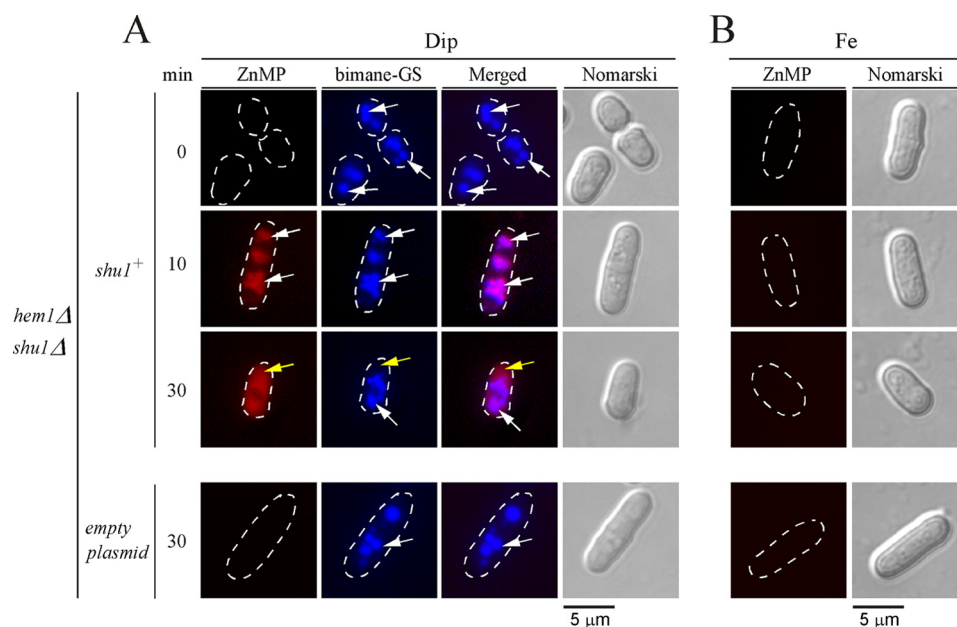 A
B
Dip
Fe
min
ZnMP
bimane-GS
Merged
Nomarski
ZnMP
Nomarski
0
shu1+
10
hem1Δ
shu1Δ
30
empty
plasmid
30
5 μm
5 μm